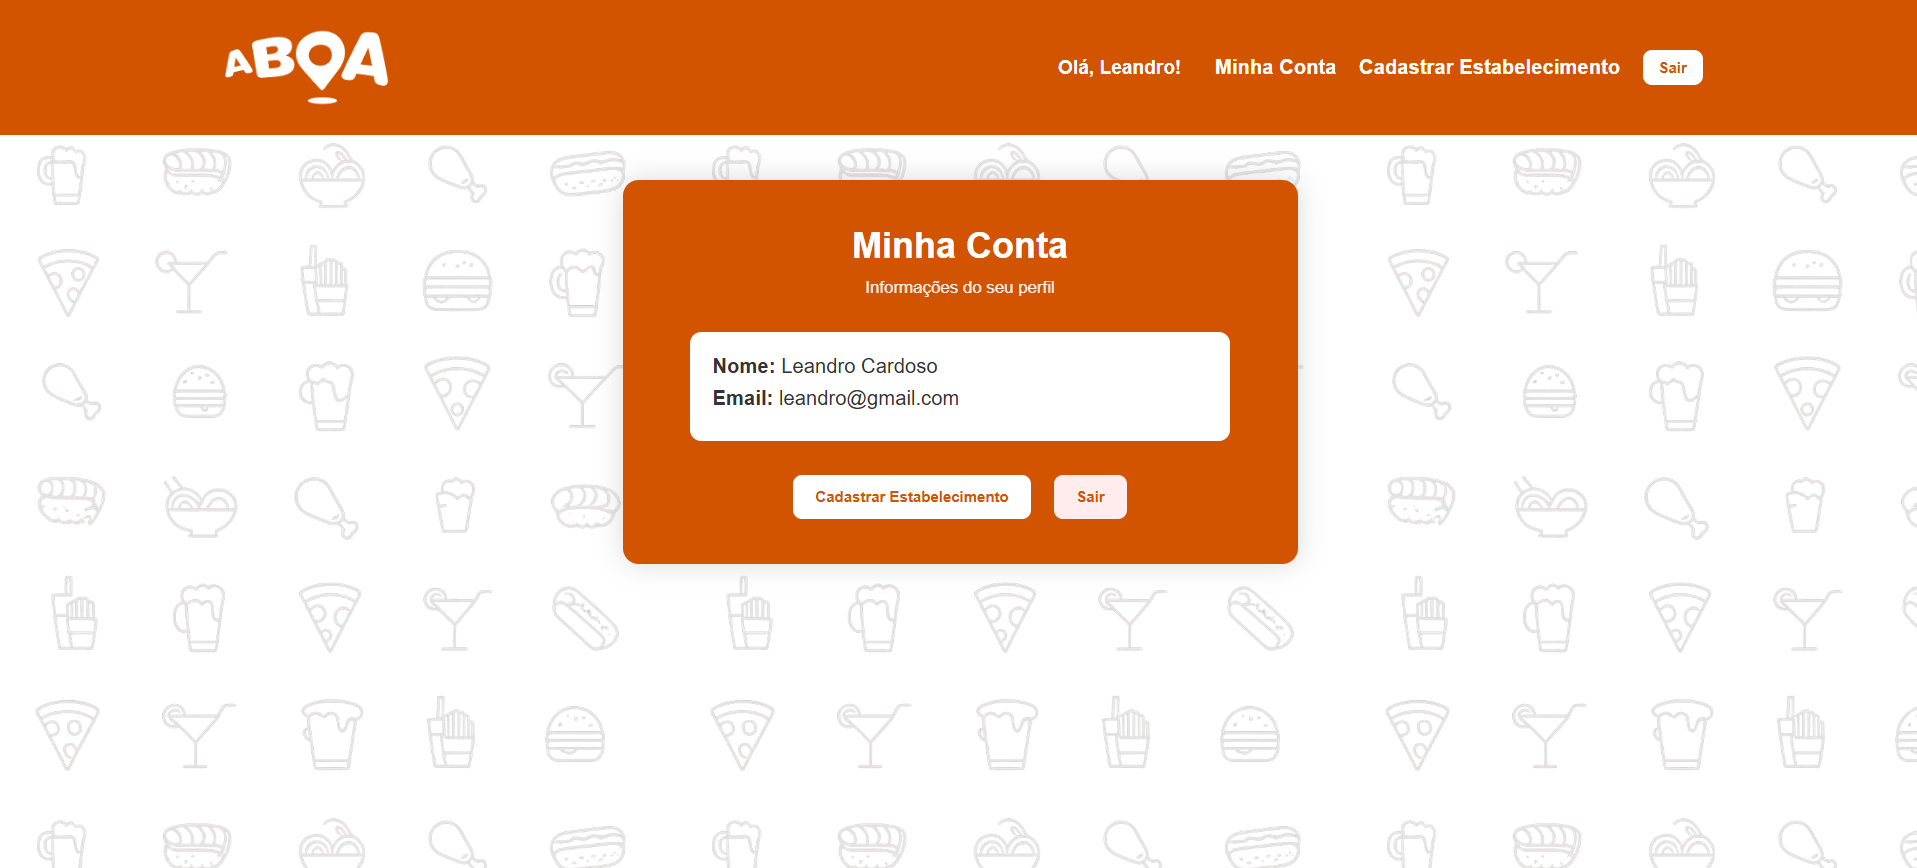 ABOA
Olá, Leandro! Minha Conta Cadastrar Estabelecimento Sair
Minha Conta
Informações do seu perfil
Nome: Leandro Cardoso
Email: leandro@gmail.com
Cadastrar Estabelecimento Sair